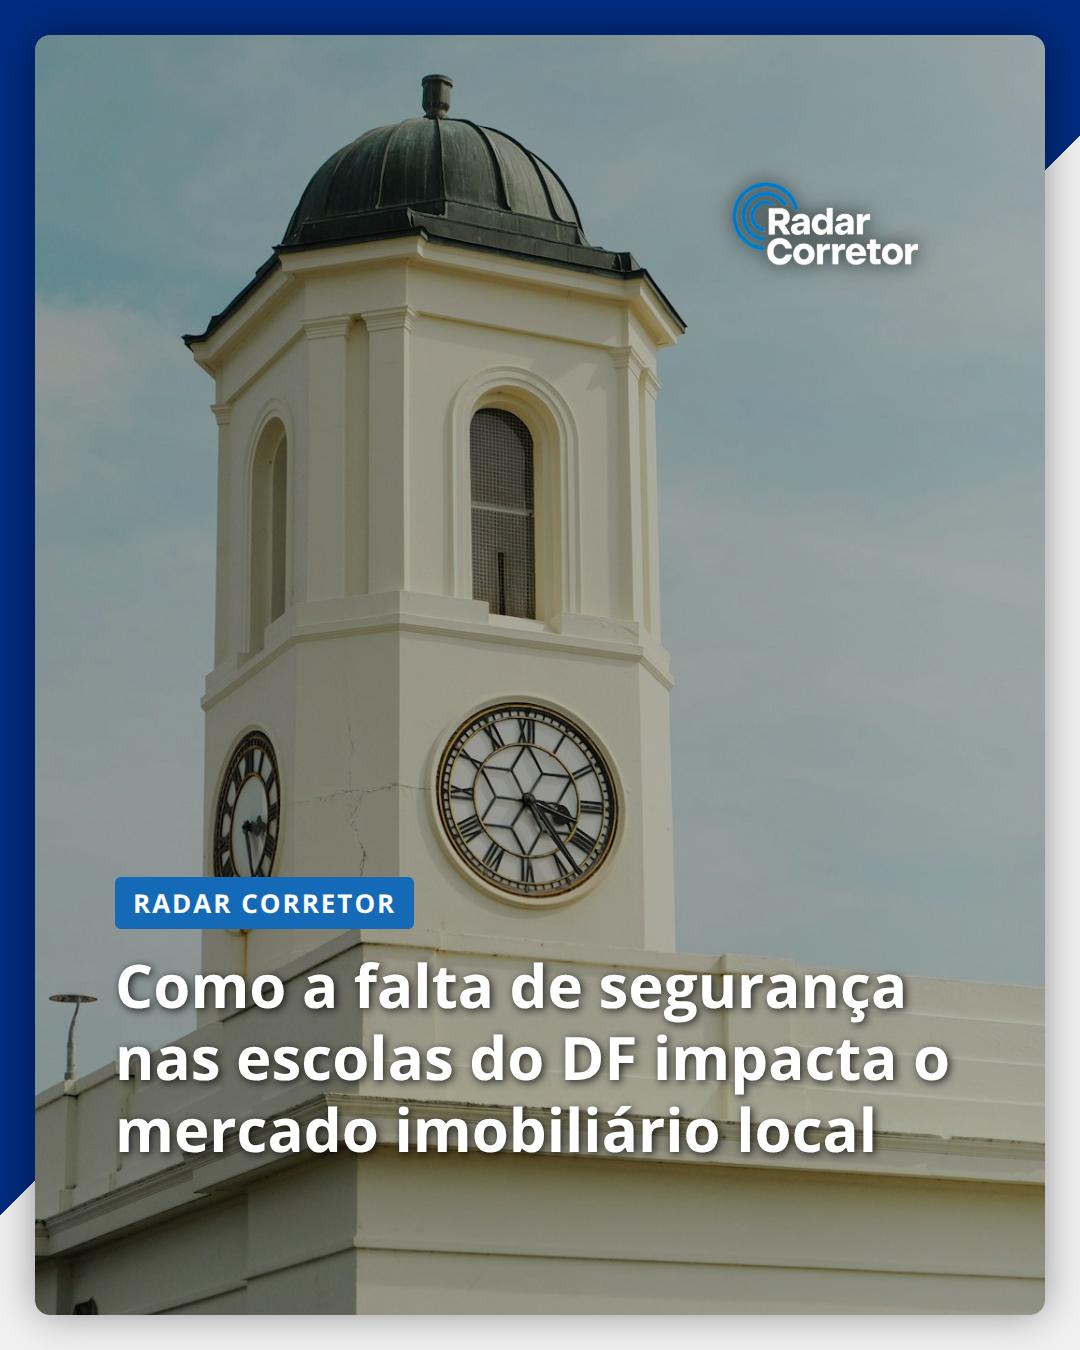 Radar
Corretor
RADAR CORRETOR
Como a falta de segurança
nas escolas do DF impacta o
mercado imobiliário local